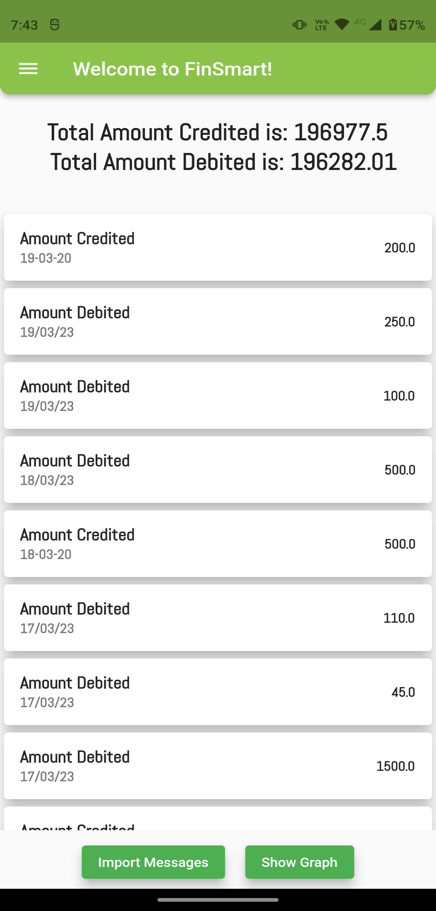 7:43
Vo))
LTE
4G
57%
Welcome to FinSmart!
Total Amount Credited is: 196977.5
Total Amount Debited is: 196282.01
Amount Credited
19-03-20
200.0
Amount Debited
19/03/23
250.0
Amount Debited
19/03/23
100.0
Amount Debited
18/03/23
500.0
Amount Credited
18-03-20
500.0
Amount Debited
17/03/23
110.0
Amount Debited
17/03/23
45.0
Amount Debited
17/03/23
1500.0
Amount Credited
Import Messages
Show Graph